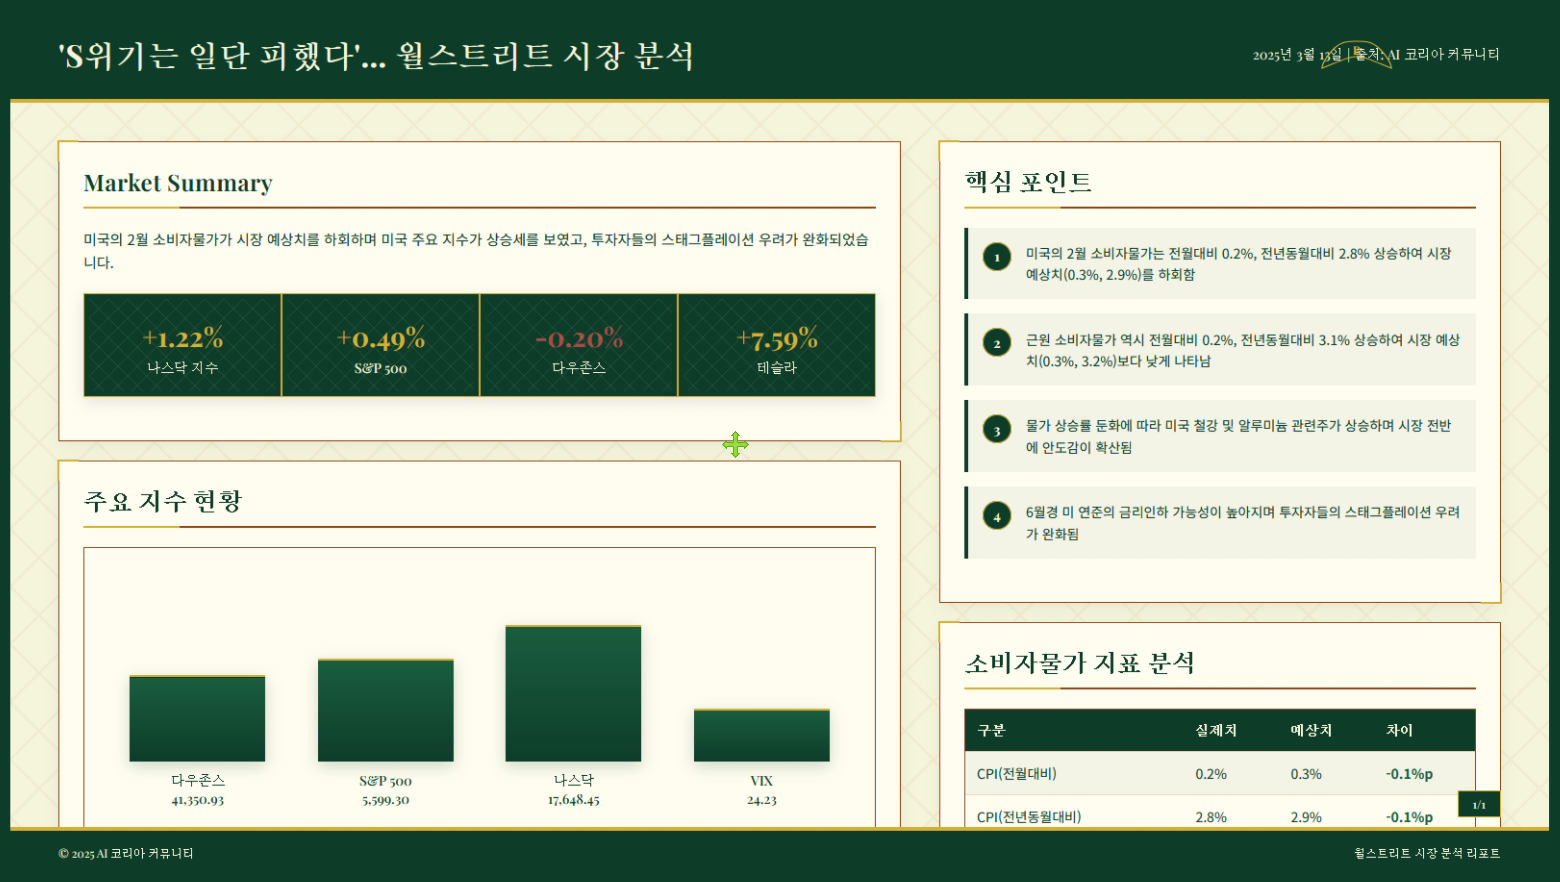 'S위기는 일단 피했다'... 월스트리트 시장 분석
2025년 3월 13일 | 출처: AI 코리아 커뮤니티
Market Summary
미국의 2월 소비자물가가 시장 예상치를 하회하며 미국 주요 지수가 상승세를 보였고, 투자자들의 스태그플레이션 우려가 완화되었습
니다.
+1.22%
나스닥 지수
+0.49%
S&P 500
-0.20%
다우존스
+7.59%
테슬라
주요 지수 현황
다우존스
41,350.93
S&P 500
5,599.30
나스닥
17,648.45
VIX
24.23
핵심 포인트
1
미국의 2월 소비자물가는 전월대비 0.2%, 전년동월대비 2.8% 상승하여 시장
예상치(0.3%, 2.9%)를 하회함
2
근원 소비자물가 역시 전월대비 0.2%, 전년동월대비 3.1% 상승하여 시장 예상
치(0.3%, 3.2%)보다 낮게 나타남
3
물가 상승률 둔화에 따라 미국 철강 및 알루미늄 관련주가 상승하며 시장 전반
에 안도감이 확산됨
4
6월경 미 연준의 금리인하 가능성이 높아지며 투자자들의 스태그플레이션 우려
가 완화됨
소비자물가 지표 분석
구분 실제치 예상치 차이
CPI(전월대비) 0.2% 0.3% -0.1%p
CPI(전년동월대비) 2.8% 2.9% -0.1%p
1/1
© 2025 AI 코리아 커뮤니티
월스트리트 시장 분석 리포트